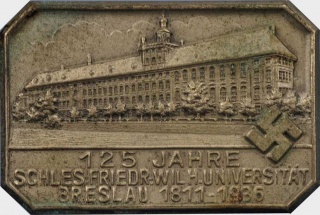 125 JAHRE
SCHLES.FRIEDR.WILH.UNIVERSITÄT
BRESLAU 1811-1936